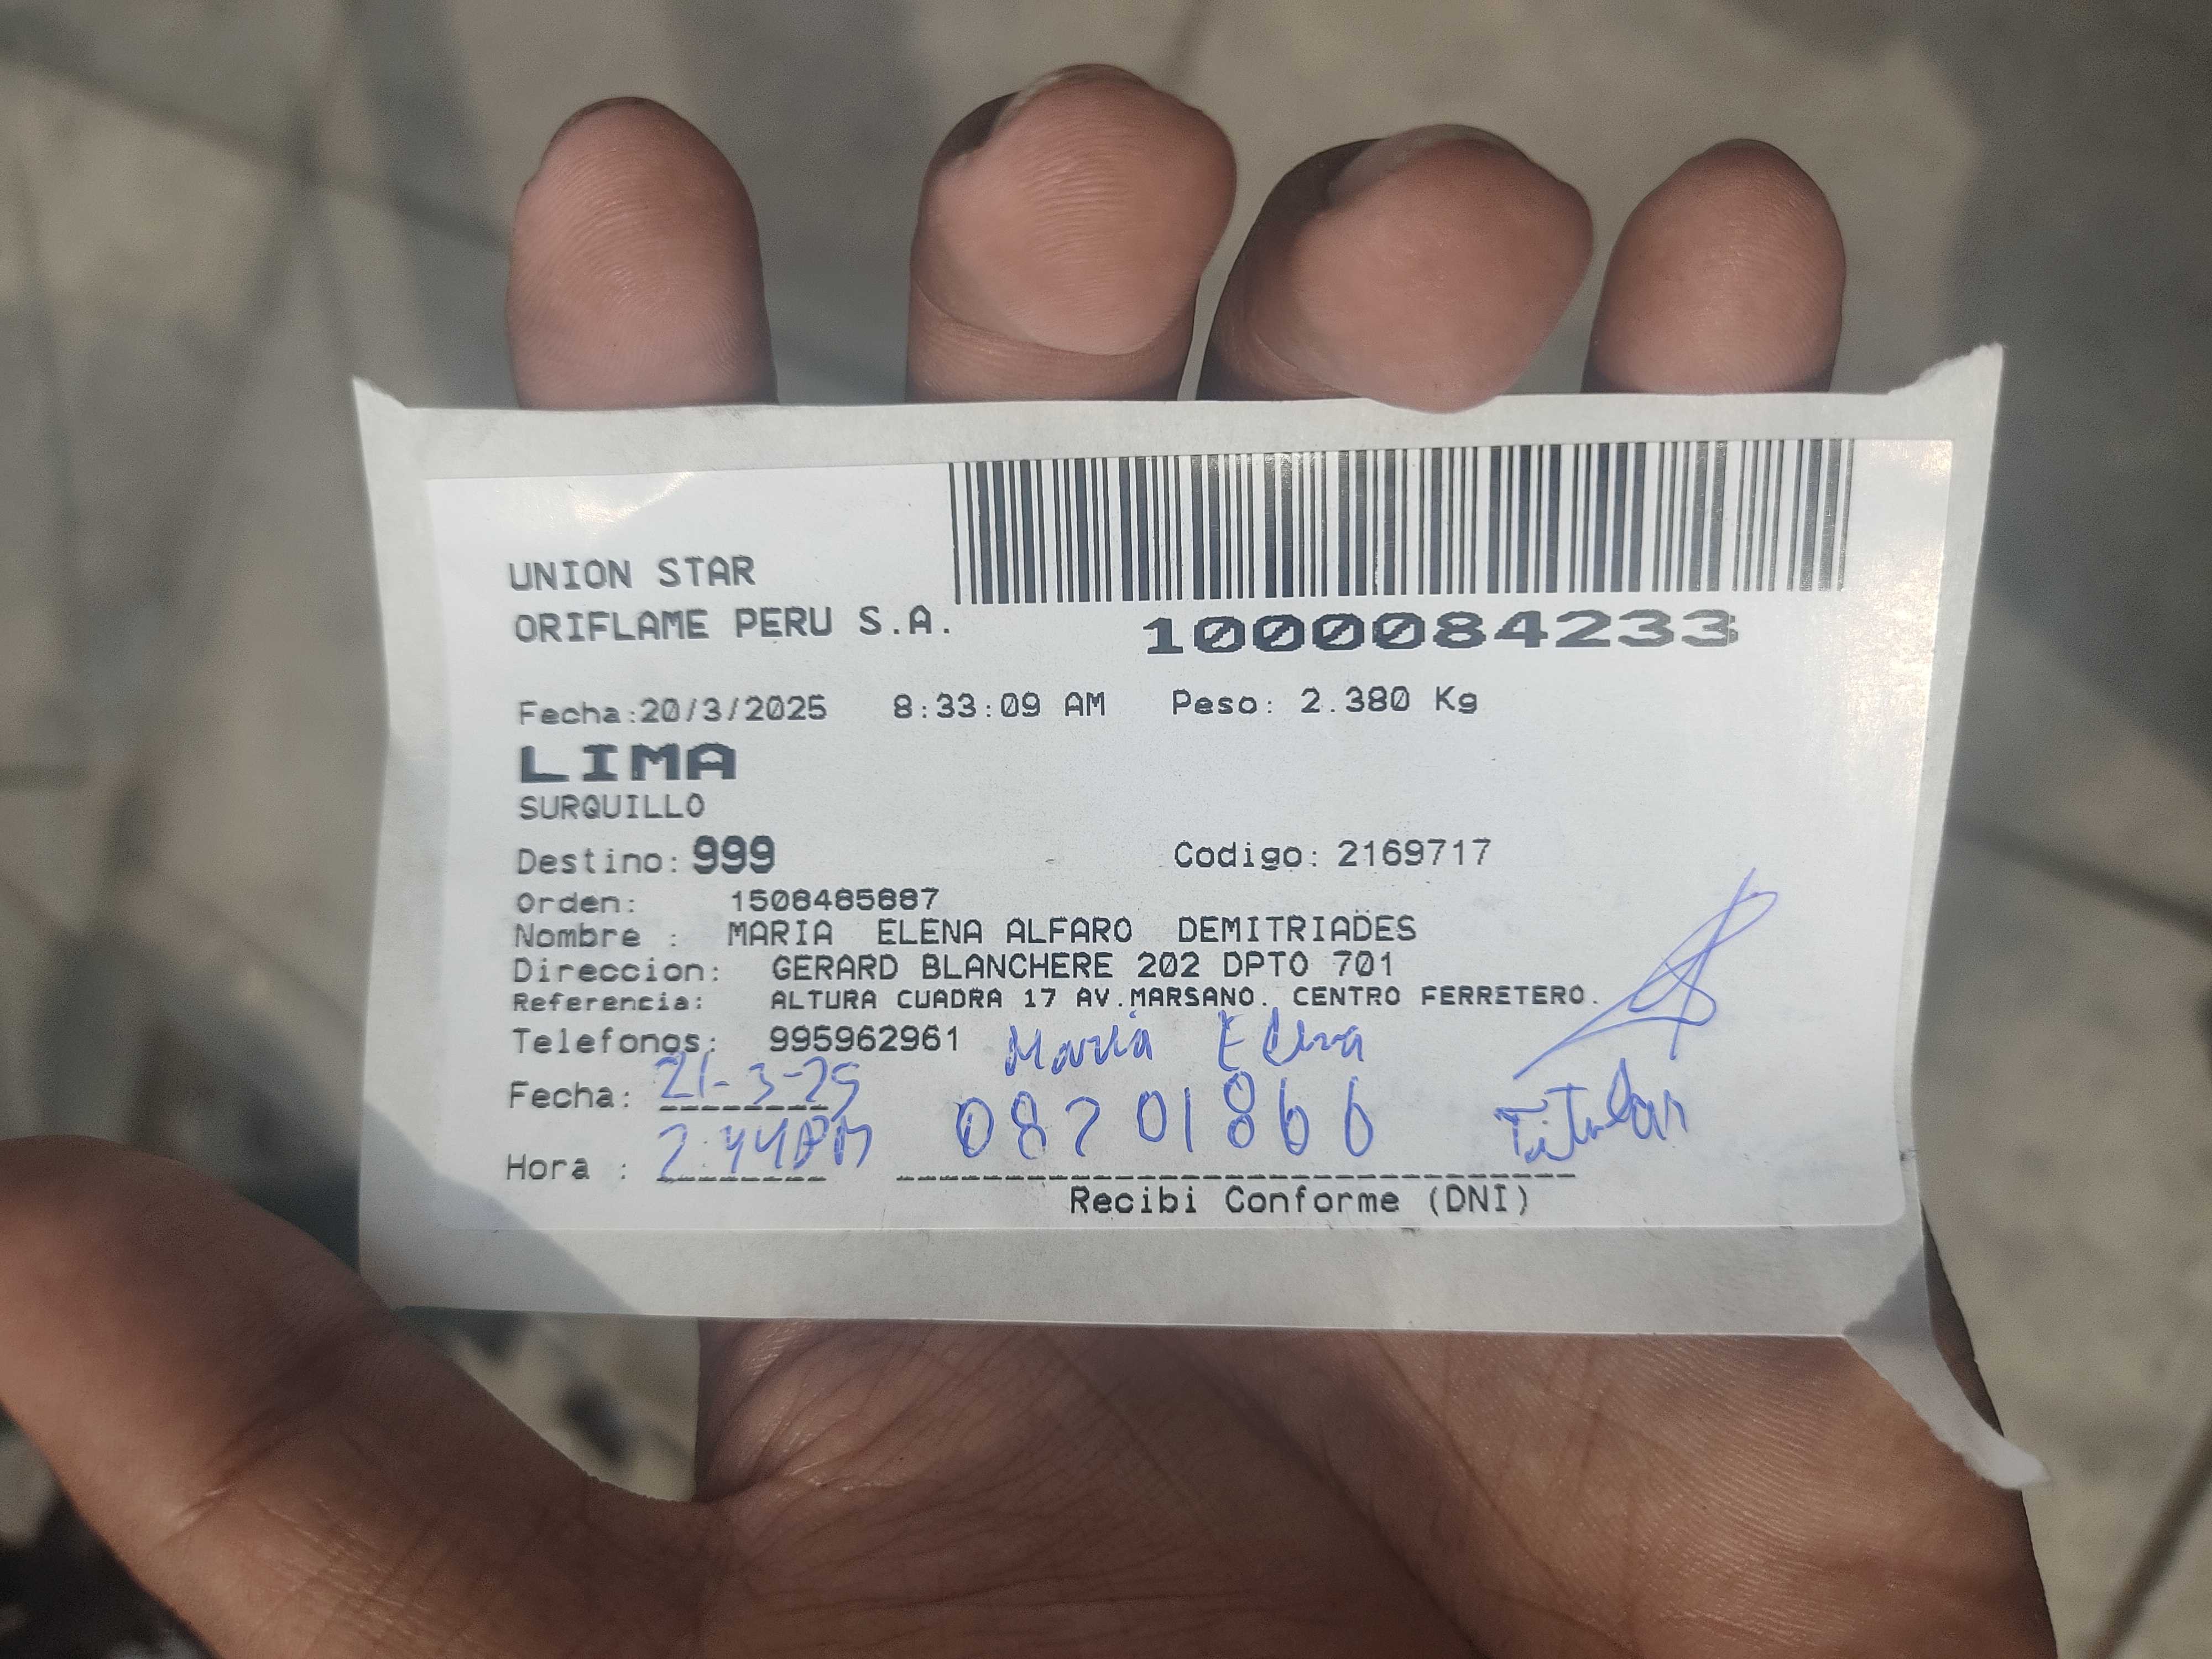 UNION STAR
ORIFLAME PERU S.A.
1000084233
Fecha:20/3/2025 8:33:09 AM Peso: 2.380 Kg
LIMA
SURQUILLO
Destino: 999 Codigo: 2169717
Orden: 1508485887
Nombre : MARIA ELENA ALFARO DEMITRIADES
Direccion: GERARD BLANCHERE 202 DPTO 701
Referencia: ALTURA CUADRA 17 AV.MARSANO. CENTRO FERRETERO.
Telefonos: 995962961 Maria Elena
Fecha: 21-3-25 08201866 Titular
Hora : 2:44PM
Recibi Conforme (DNI)